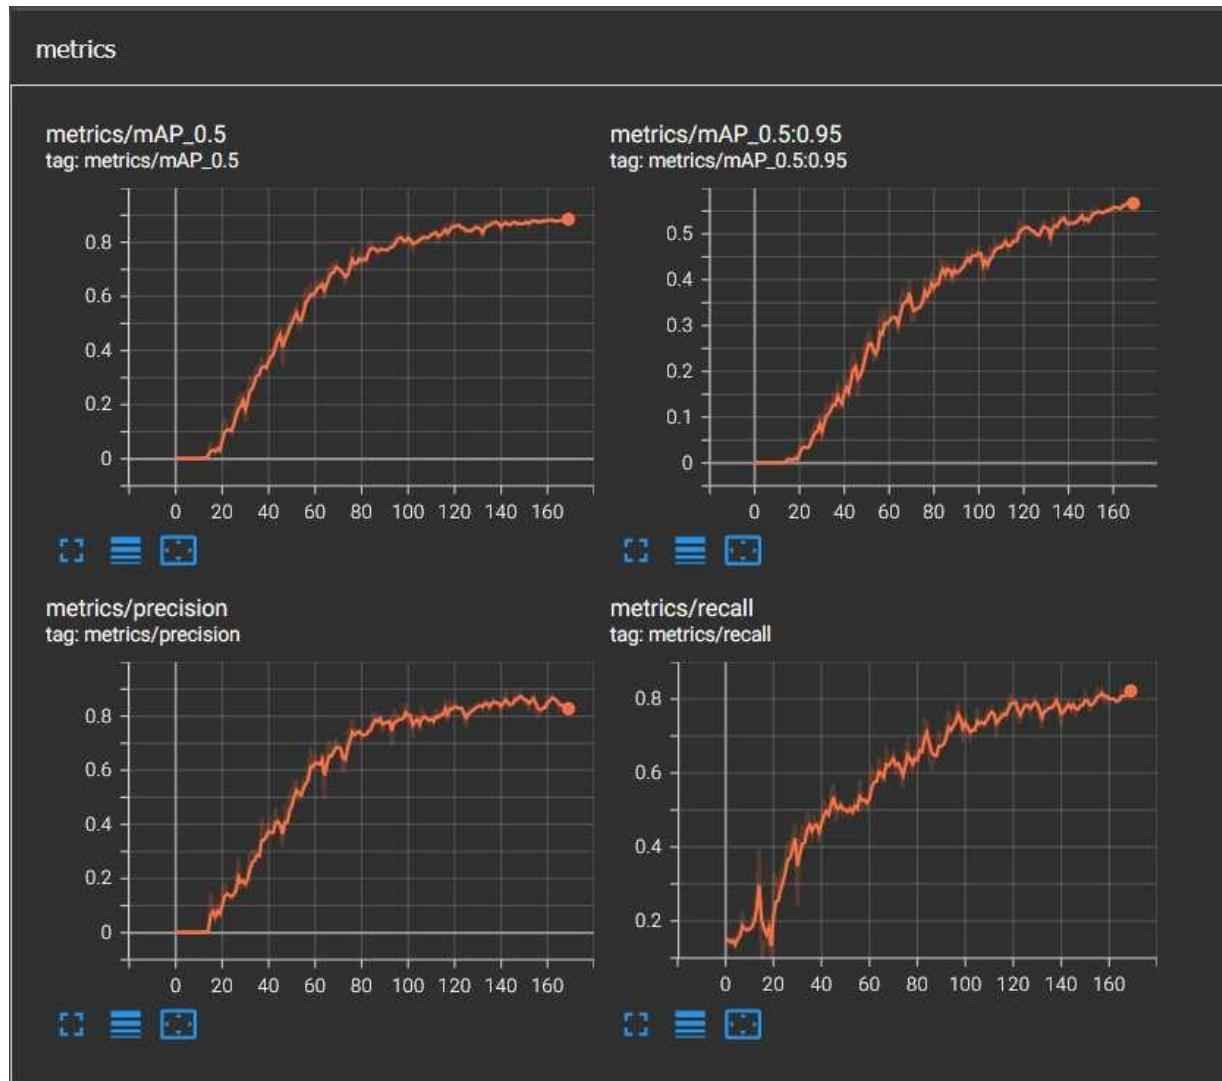 metrics
metrics/mAP_0.5
tag: metrics/mAP_0.5
0.8
0.6
0.4
0.2
0
0 20 40 60 80 100 120 140 160
metrics/mAP_0.5:0.95
tag: metrics/mAP_0.5:0.95
0.5
0.4
0.3
0.2
0.1
0
0 20 40 60 80 100 120 140 160
metrics/precision
tag: metrics/precision
0.8
0.6
0.4
0.2
0
0 20 40 60 80 100 120 140 160
metrics/recall
tag: metrics/recall
0.8
0.6
0.4
0.2
0 20 40 60 80 100 120 140 160